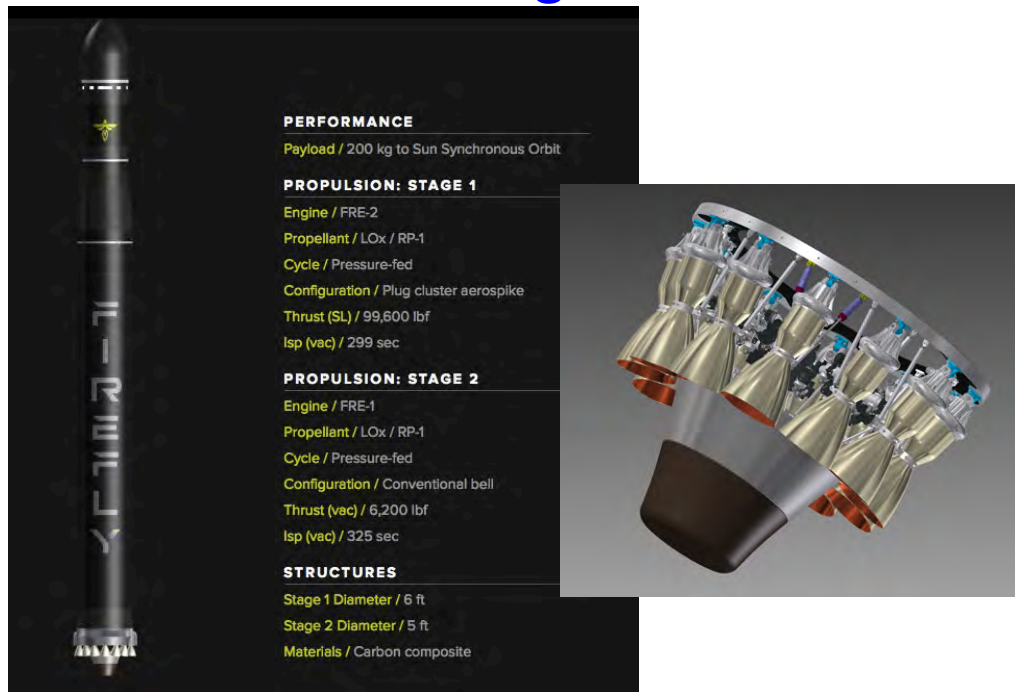 FIREFLY
PERFORMANCE
Payload / 200 kg to Sun Synchronous Orbit
PROPULSION: STAGE 1
Engine / FRE-2
Propellant / LOx / RP-1
Cycle / Pressure-fed
Configuration / Plug cluster aerospike
Thrust (SL) / 99,600 lbf
Isp (vac) / 299 sec
PROPULSION: STAGE 2
Engine / FRE-1
Propellant / LOx / RP-1
Cycle / Pressure-fed
Configuration / Conventional bell
Thrust (vac) / 6,200 lbf
Isp (vac) / 325 sec
STRUCTURES
Stage 1 Diameter / 6 ft
Stage 2 Diameter / 5 ft
Materials / Carbon composite